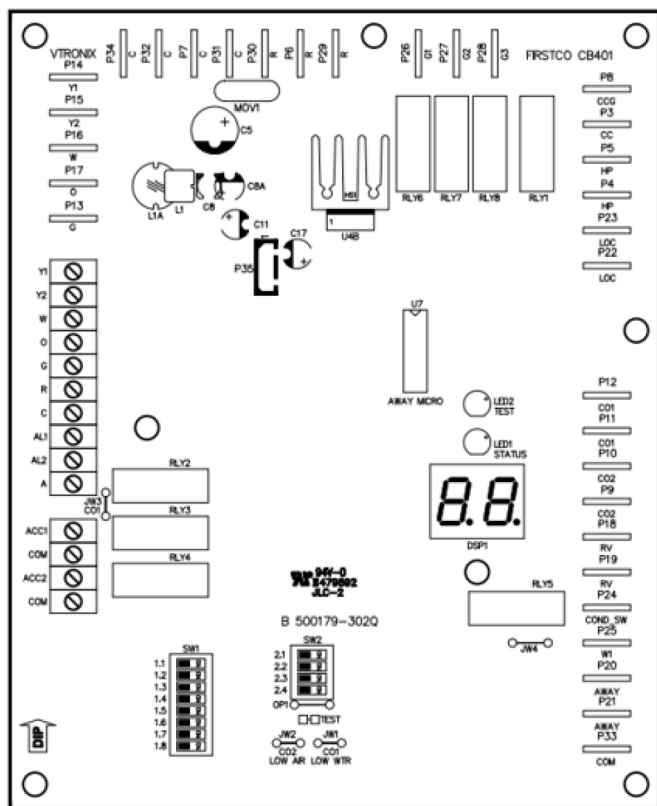 VTRONIX
P34
C
P32
C
P7
C
P31
C
P30
R
P6
R
P29
R
P26
G1
P27
G2
P28
G3
FIRSTCO CB401
P14
Y1
P15
Y2
P16
W
P17
O
P13
G
MOV1
C5
L1A
L1
C8
C8A
C11
P35
C17
HS1
1
U4B
RLY6
RLY7
RLY8
RLY1
P8
CCG
P3
CC
P5
HP
P4
HP
P23
LOC
P22
LOC
Y1
Y2
W
O
G
R
C
AL1
AL2
A
JW3
CO1
RLY2
RLY3
RLY4
ACC1
COM
ACC2
COM
U7
AWAY MICRO
LED2
TEST
LED1
STATUS
8.8.
DSP1
P12
CO1
P11
CO1
P10
CO2
P9
CO2
P18
RV
P19
RV
P24
COND_SW
P25
W1
P20
AWAY
P21
AWAY
P33
COM
RLY5
JW4
94V-0
E479892
JLC-2
B 500179-302Q
SW1
1.1
1.2
1.3
1.4
1.5
1.6
1.7
1.8
SW2
2.1
2.2
2.3
2.4
OP1
TEST
JW2
CO2
LOW AIR
JW1
CO1
LOW WTR
DIP